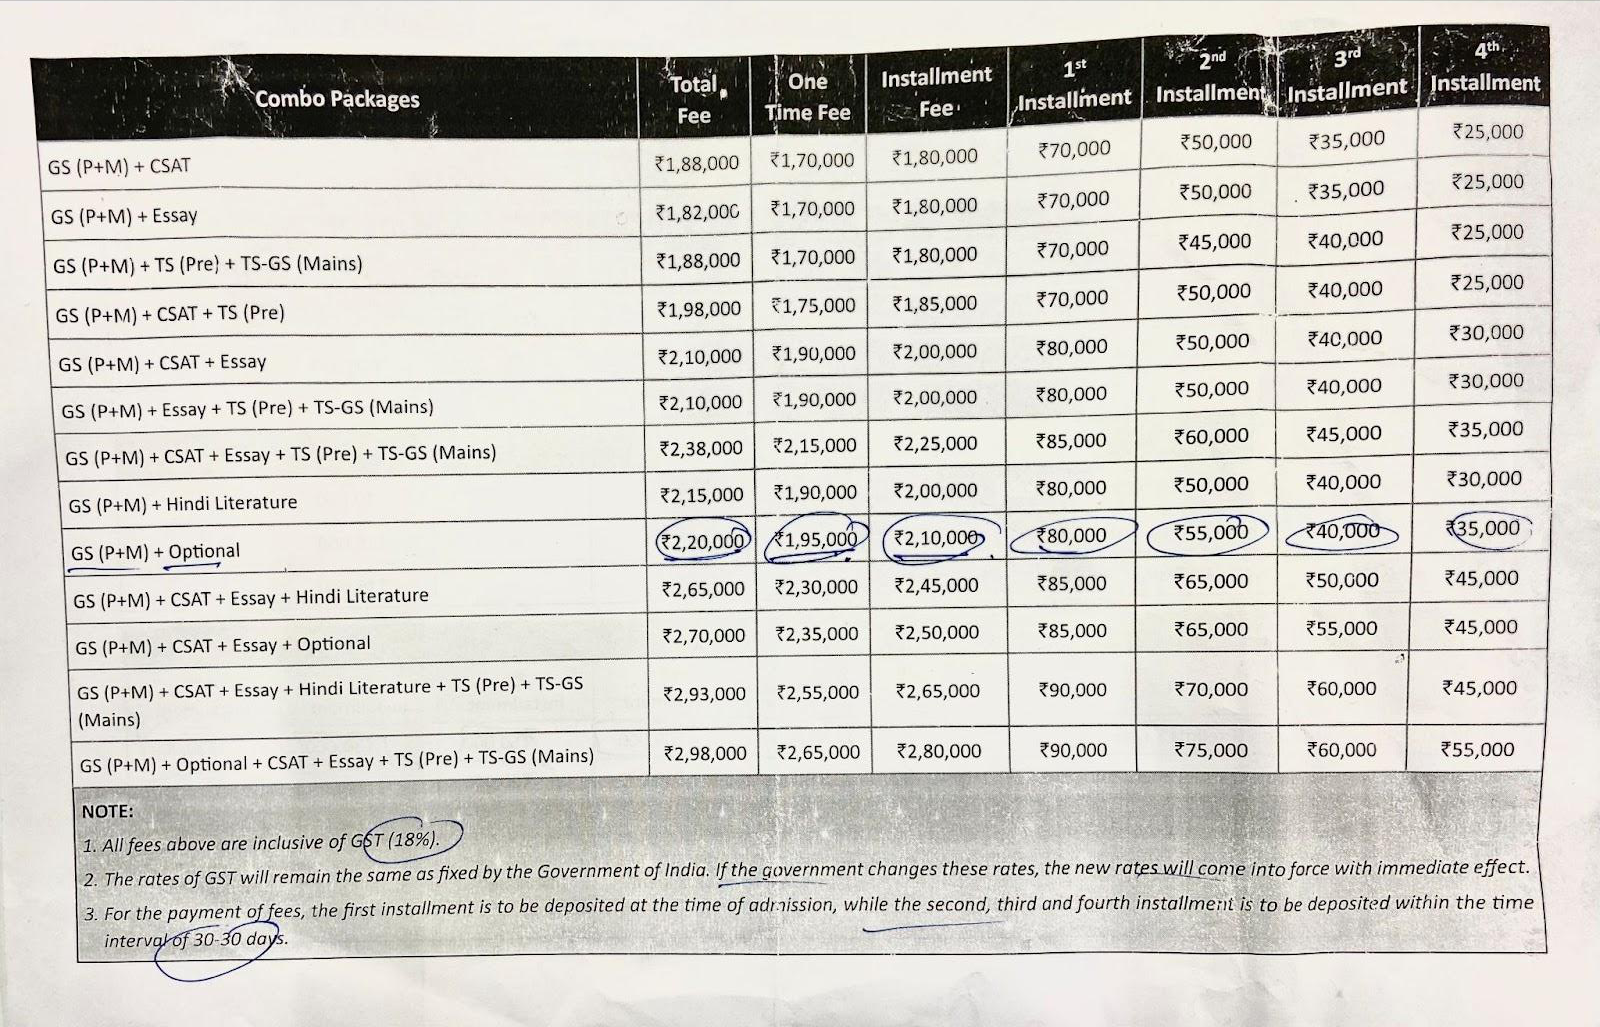 Combo Packages Total Fee One Time Fee Installment Fee 1st Installment 2nd Installment 3rd Installment 4th Installment
GS (P+M) + CSAT ₹1,88,000 ₹1,70,000 ₹1,80,000 ₹70,000 ₹50,000 ₹35,000 ₹25,000
GS (P+M) + Essay ₹1,82,000 ₹1,70,000 ₹1,80,000 ₹70,000 ₹50,000 ₹35,000 ₹25,000
GS (P+M) + TS (Pre) + TS-GS (Mains) ₹1,88,000 ₹1,70,000 ₹1,80,000 ₹70,000 ₹45,000 ₹40,000 ₹25,000
GS (P+M) + CSAT + TS (Pre) ₹1,98,000 ₹1,75,000 ₹1,85,000 ₹70,000 ₹50,000 ₹40,000 ₹25,000
GS (P+M) + CSAT + Essay ₹2,10,000 ₹1,90,000 ₹2,00,000 ₹80,000 ₹50,000 ₹40,000 ₹30,000
GS (P+M) + Essay + TS (Pre) + TS-GS (Mains) ₹2,10,000 ₹1,90,000 ₹2,00,000 ₹80,000 ₹50,000 ₹40,000 ₹30,000
GS (P+M) + CSAT + Essay + TS (Pre) + TS-GS (Mains) ₹2,38,000 ₹2,15,000 ₹2,25,000 ₹85,000 ₹60,000 ₹45,000 ₹35,000
GS (P+M) + Hindi Literature ₹2,15,000 ₹1,90,000 ₹2,00,000 ₹80,000 ₹50,000 ₹40,000 ₹30,000
GS (P+M) + Optional ₹2,20,000 ₹1,95,000 ₹2,10,000 ₹80,000 ₹55,000 ₹40,000 ₹35,000
GS (P+M) + CSAT + Essay + Hindi Literature ₹2,65,000 ₹2,30,000 ₹2,45,000 ₹85,000 ₹65,000 ₹50,000 ₹45,000
GS (P+M) + CSAT + Essay + Optional ₹2,70,000 ₹2,35,000 ₹2,50,000 ₹85,000 ₹65,000 ₹55,000 ₹45,000
GS (P+M) + CSAT + Essay + Hindi Literature + TS (Pre) + TS-GS
(Mains) ₹2,93,000 ₹2,55,000 ₹2,65,000 ₹90,000 ₹70,000 ₹60,000 ₹45,000
GS (P+M) + Optional + CSAT + Essay + TS (Pre) + TS-GS (Mains) ₹2,98,000 ₹2,65,000 ₹2,80,000 ₹90,000 ₹75,000 ₹60,000 ₹55,000
NOTE:
1. All fees above are inclusive of GST (18%).
2. The rates of GST will remain the same as fixed by the Government of India. If the government changes these rates, the new rates will come into force with immediate effect.
3. For the payment of fees, the first installment is to be deposited at the time of admission, while the second, third and fourth installment is to be deposited within the time
interval of 30-30 days.